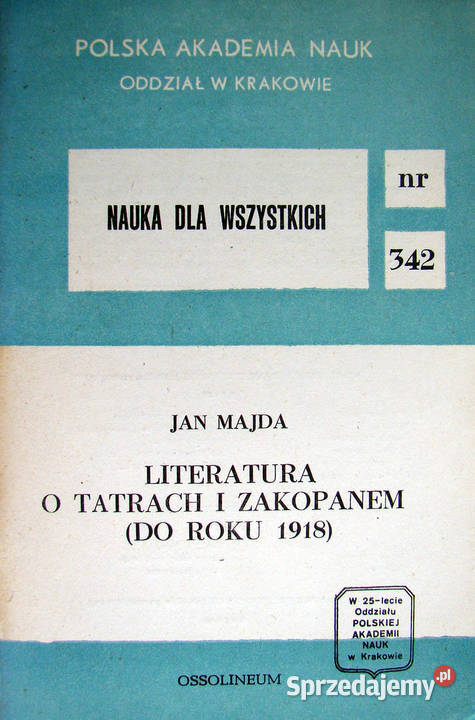 POLSKA AKADEMIA NAUK
ODDZIAŁ W KRAKOWIE
NAUKA DLA WSZYSTKICH
nr
342
JAN MAJDA
LITERATURA
O TATRACH I ZAKOPANEM
(DO ROKU 1918)
W 25-lecie
Oddziału
POLSKIEJ
AKADEMII
NAUK
w Krakowie
OSSOLINEUM
Sprzedajemy.pl